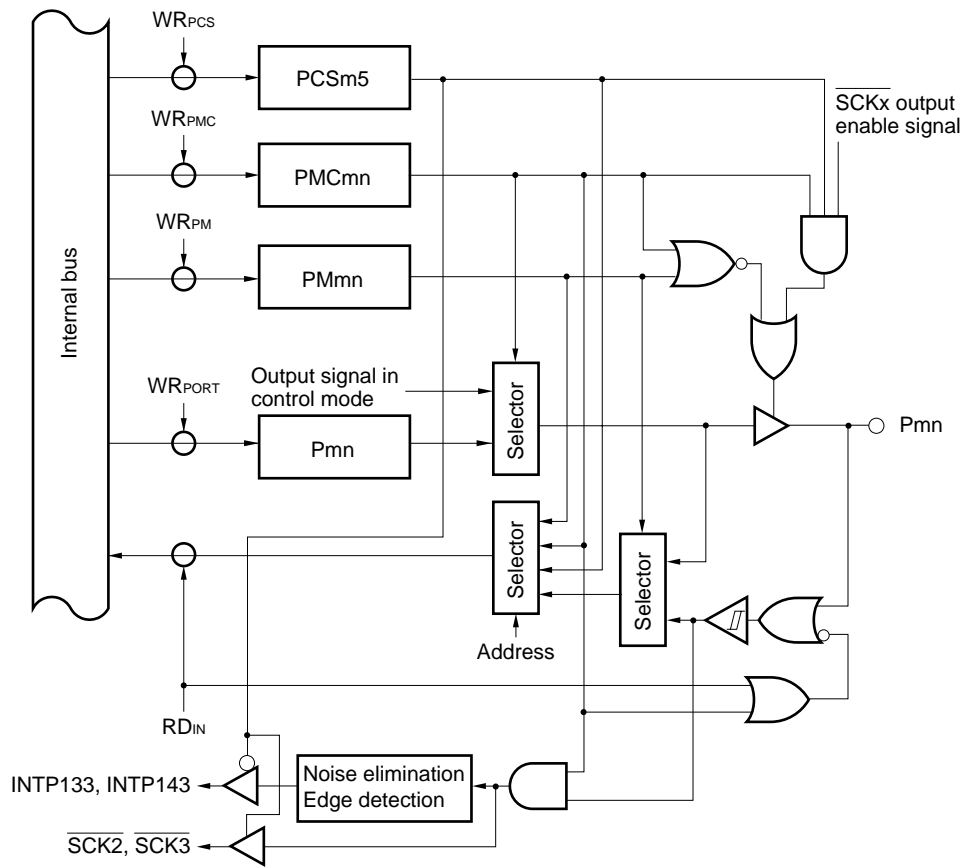 WRPCS
PCSm5
SCKx output
enable signal
WRPMC
PMCmn
WRPM
PMmn
Internal bus
Output signal in
control mode
WRPORT
Pmn
Selector
Pmn
Selector
Selector
Address
RDIN
INTP133, INTP143
Noise elimination
Edge detection
SCK2, SCK3